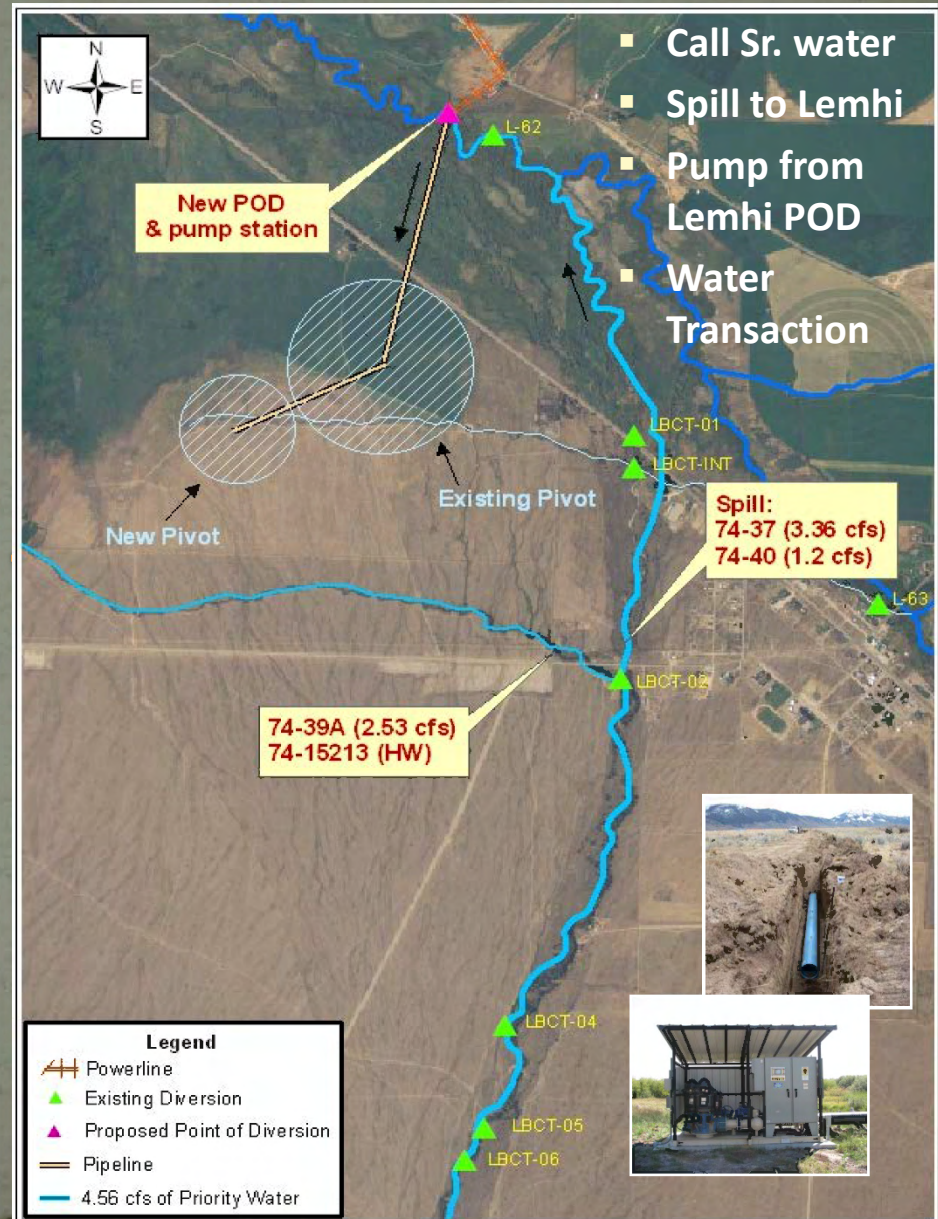 N
W E
S
▪ Call Sr. water
▪ Spill to Lemhi
▪ Pump from
Lemhi POD
▪ Water
Transaction
L-62
New POD
& pump station
LBCT-01
LBCT-INT
Existing Pivot
New Pivot
Spill:
74-37 (3.36 cfs)
74-40 (1.2 cfs)
L-63
LBCT-02
74-39A (2.53 cfs)
74-15213 (HW)
LBCT-04
LBCT-05
LBCT-06
Legend
Powerline
Existing Diversion
Proposed Point of Diversion
Pipeline
4.56 cfs of Priority Water